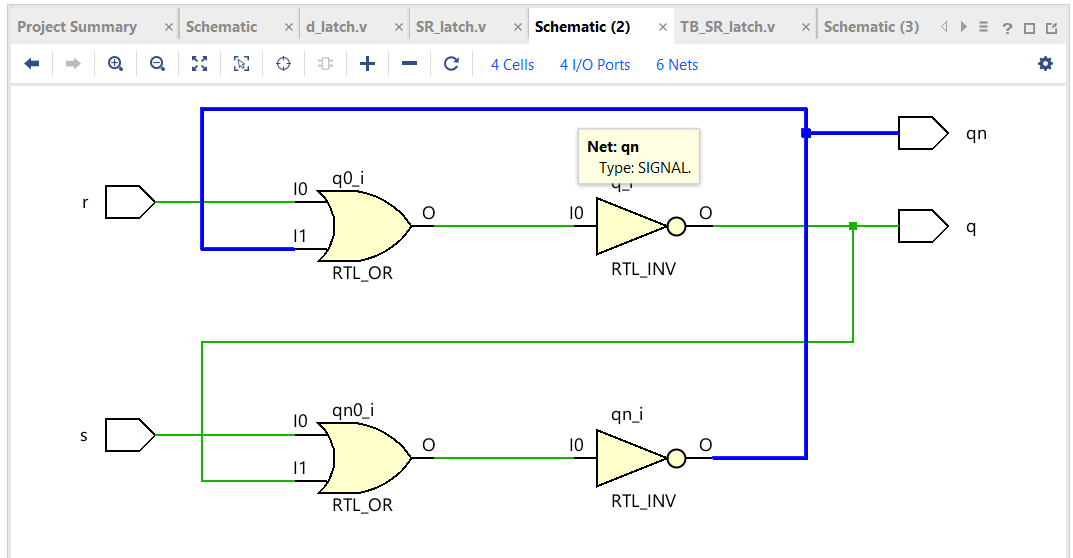 Project Summary × Schematic × d_latch.v × SR_latch.v × Schematic (2) × TB_SR_latch.v × Schematic (3)
4 Cells 4 I/O Ports 6 Nets
qn
Net: qn
Type: SIGNAL.
q0_i
q_i
r
I0
O
I0
O
q
I1
RTL_OR
RTL_INV
qn0_i
qn_i
s
I0
O
I0
O
I1
RTL_OR
RTL_INV